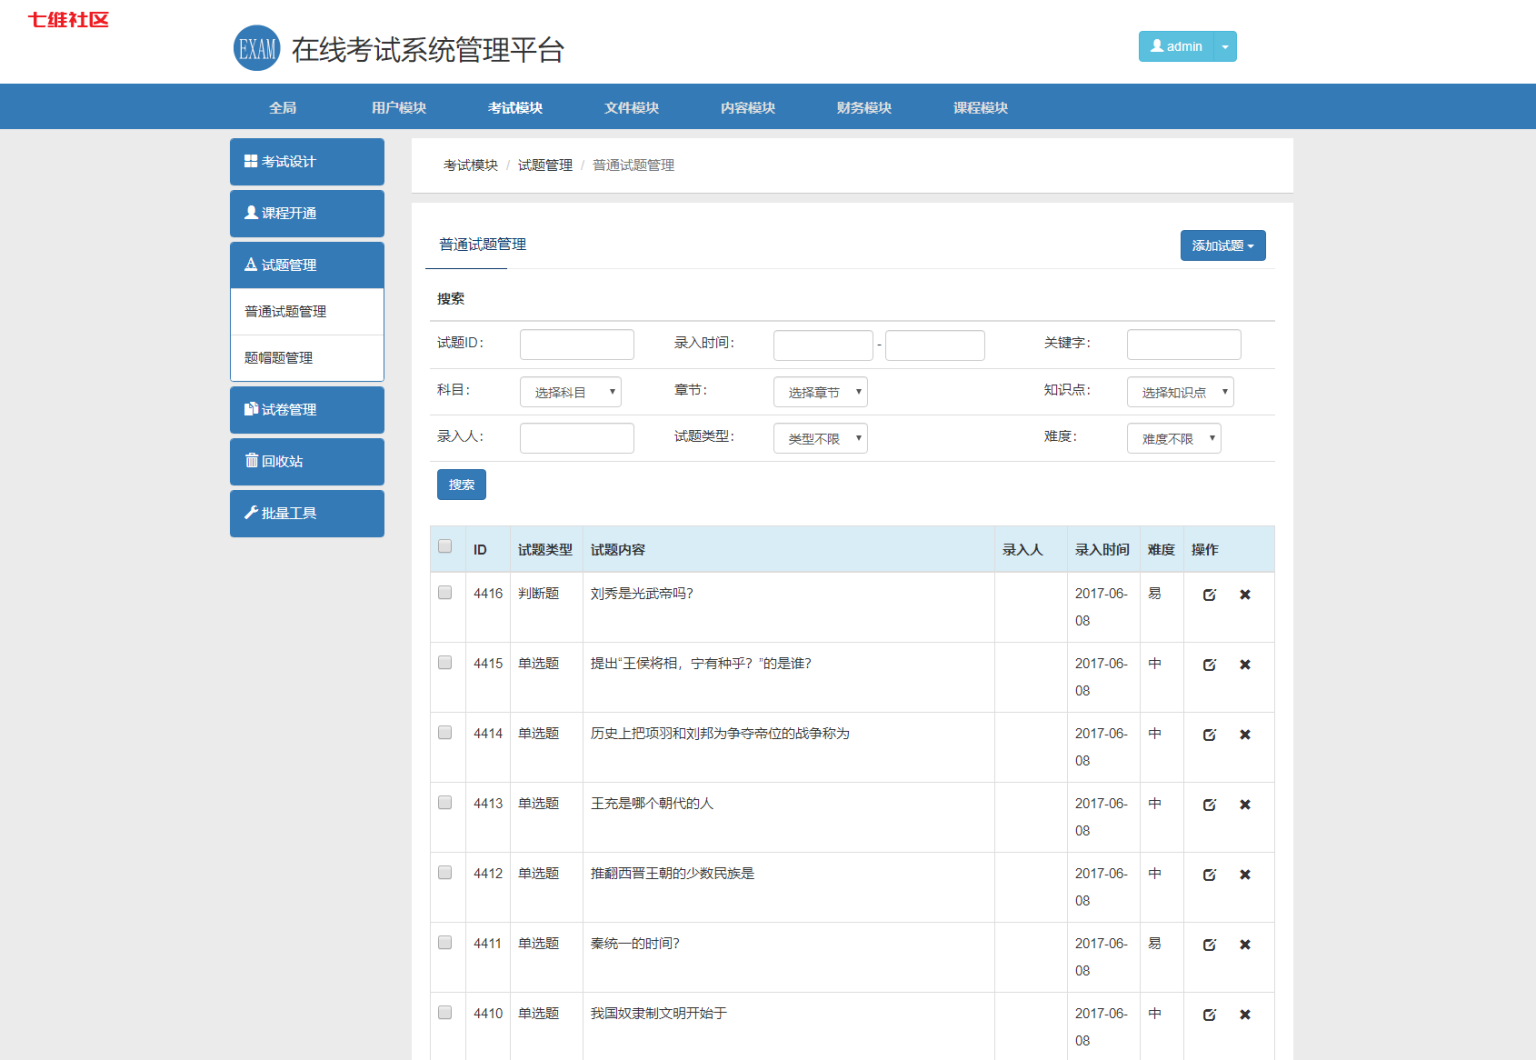 七维社区
EXAM 在线考试系统管理平台
admin
全局 用户模块 考试模块 文件模块 内容模块 财务模块 课程模块
考试设计
课程开通
试题管理
普通试题管理
题帽题管理
试卷管理
回收站
批量工具
考试模块 / 试题管理 / 普通试题管理
普通试题管理
添加试题
搜索
试题ID： 录入时间： - 关键字：
科目： 选择科目 章节： 选择章节 知识点： 选择知识点
录入人： 试题类型： 类型不限 难度： 难度不限
搜索
ID 试题类型 试题内容 录入人 录入时间 难度 操作
4416 判断题 刘秀是光武帝吗? 2017-06- 易
08
4415 单选题 提出“王侯将相，宁有种乎？”的是谁? 2017-06- 中
08
4414 单选题 历史上把项羽和刘邦为争夺帝位的战争称为 2017-06- 中
08
4413 单选题 王充是哪个朝代的人 2017-06- 中
08
4412 单选题 推翻西晋王朝的少数民族是 2017-06- 中
08
4411 单选题 秦统一的时间? 2017-06- 易
08
4410 单选题 我国奴隶制文明开始于 2017-06- 中
08